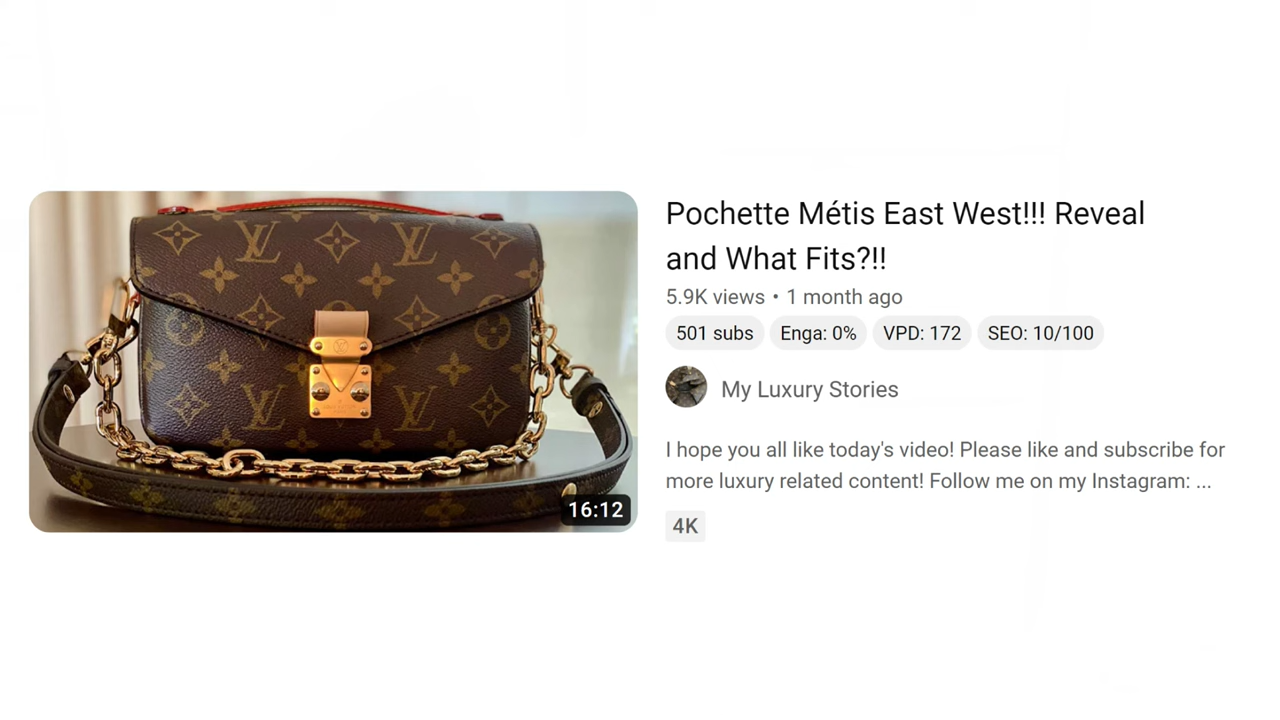 Pochette Métis East West!!! Reveal
and What Fits?!!
5.9K views • 1 month ago
501 subs Enga: 0% VPD: 172 SEO: 10/100
My Luxury Stories
I hope you all like today's video! Please like and subscribe for
more luxury related content! Follow me on my Instagram: ...
16:12
4K